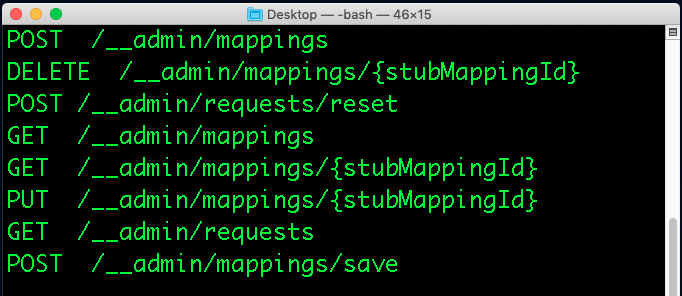 Desktop — -bash — 46×15
POST  /__admin/mappings
DELETE  /__admin/mappings/{stubMappingId}
POST  /__admin/requests/reset
GET  /__admin/mappings
GET  /__admin/mappings/{stubMappingId}
PUT  /__admin/mappings/{stubMappingId}
GET  /__admin/requests
POST  /__admin/mappings/save